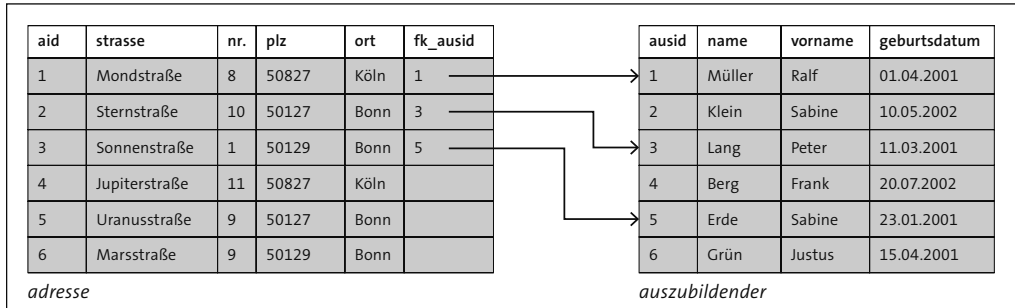 aid strasse nr. plz ort fk_ausid
1 Mondstraße 8 50827 Köln 1
2 Sternstraße 10 50127 Bonn 3
3 Sonnenstraße 1 50129 Bonn 5
4 Jupiterstraße 11 50827 Köln
5 Uranusstraße 9 50127 Bonn
6 Marsstraße 9 50129 Bonn
adresse
ausid name vorname geburtsdatum
1 Müller Ralf 01.04.2001
2 Klein Sabine 10.05.2002
3 Lang Peter 11.03.2001
4 Berg Frank 20.07.2002
5 Erde Sabine 23.01.2001
6 Grün Justus 15.04.2001
auszubildender